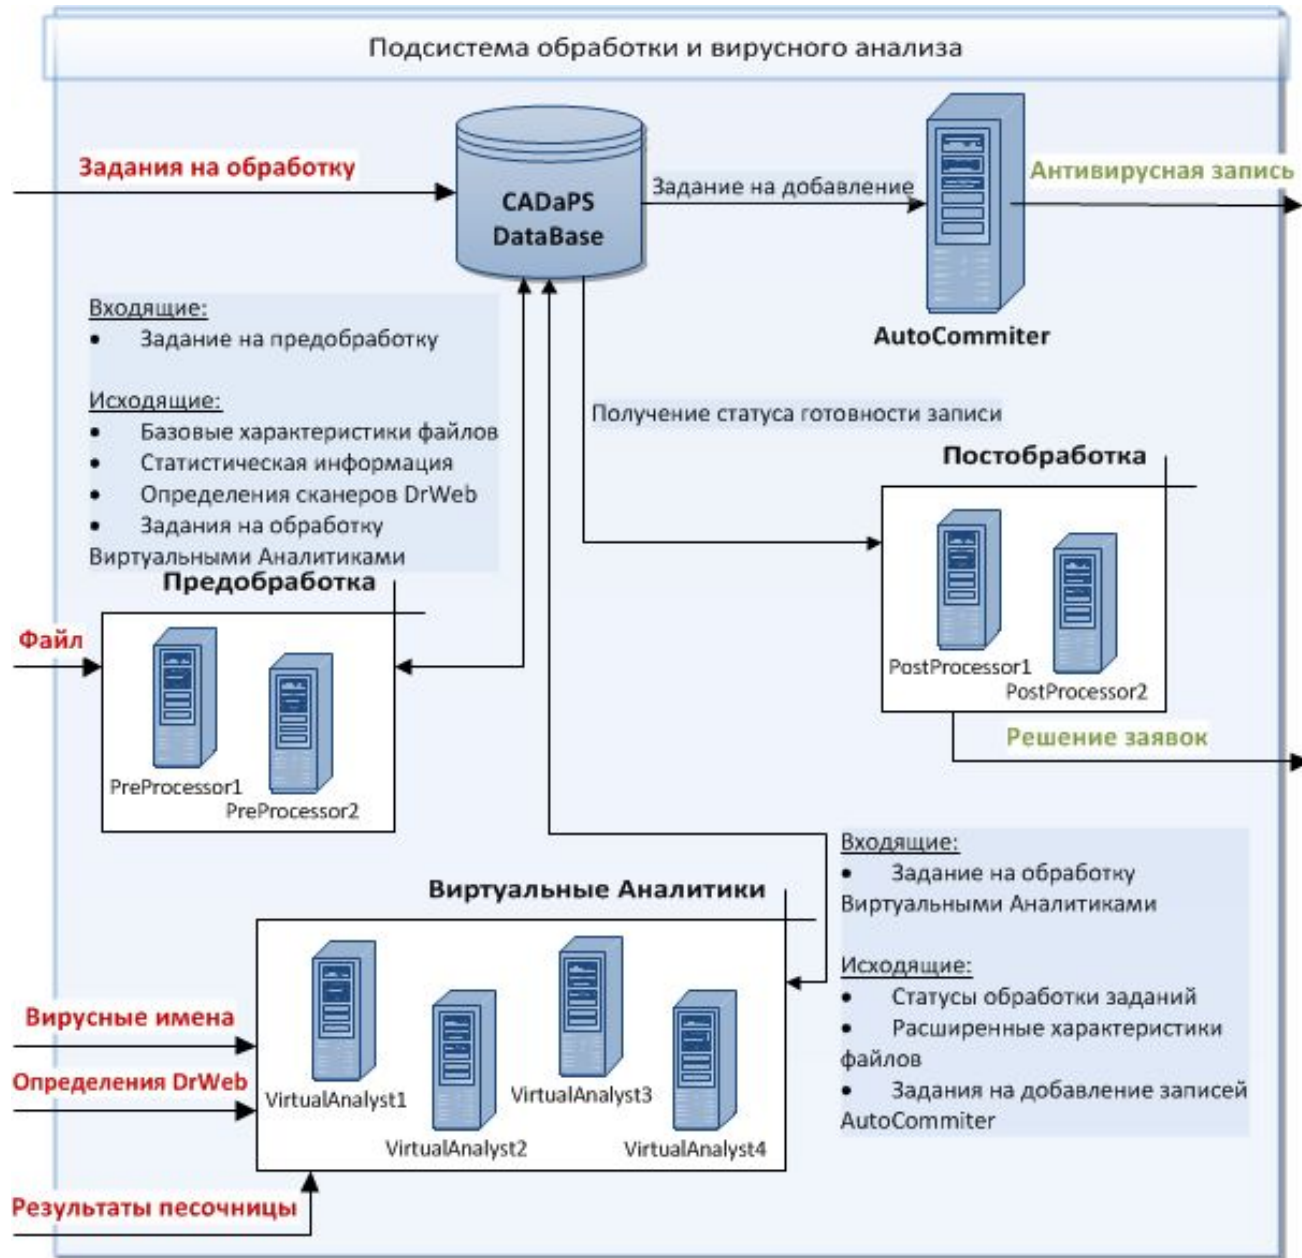 Подсистема обработки и вирусного анализа
Задания на обработку
CADaPS
DataBase
Задание на добавление
Антивирусная запись
AutoCommiter
Входящие:
• Задание на предобработку
Исходящие:
• Базовые характеристики файлов
• Статистическая информация
• Определения сканеров DrWeb
• Задания на обработку
Виртуальными Аналитиками
Получение статуса готовности записи
Постобработка
PostProcessor1
PostProcessor2
Решение заявок
Предобработка
Файл
PreProcessor1
PreProcessor2
Входящие:
• Задание на обработку
Виртуальными Аналитиками
Исходящие:
• Статусы обработки заданий
• Расширенные характеристики
файлов
• Задания на добавление записей
AutoCommiter
Виртуальные Аналитики
Вирусные имена
Определения DrWeb
Результаты песочницы
VirtualAnalyst1
VirtualAnalyst2
VirtualAnalyst3
VirtualAnalyst4